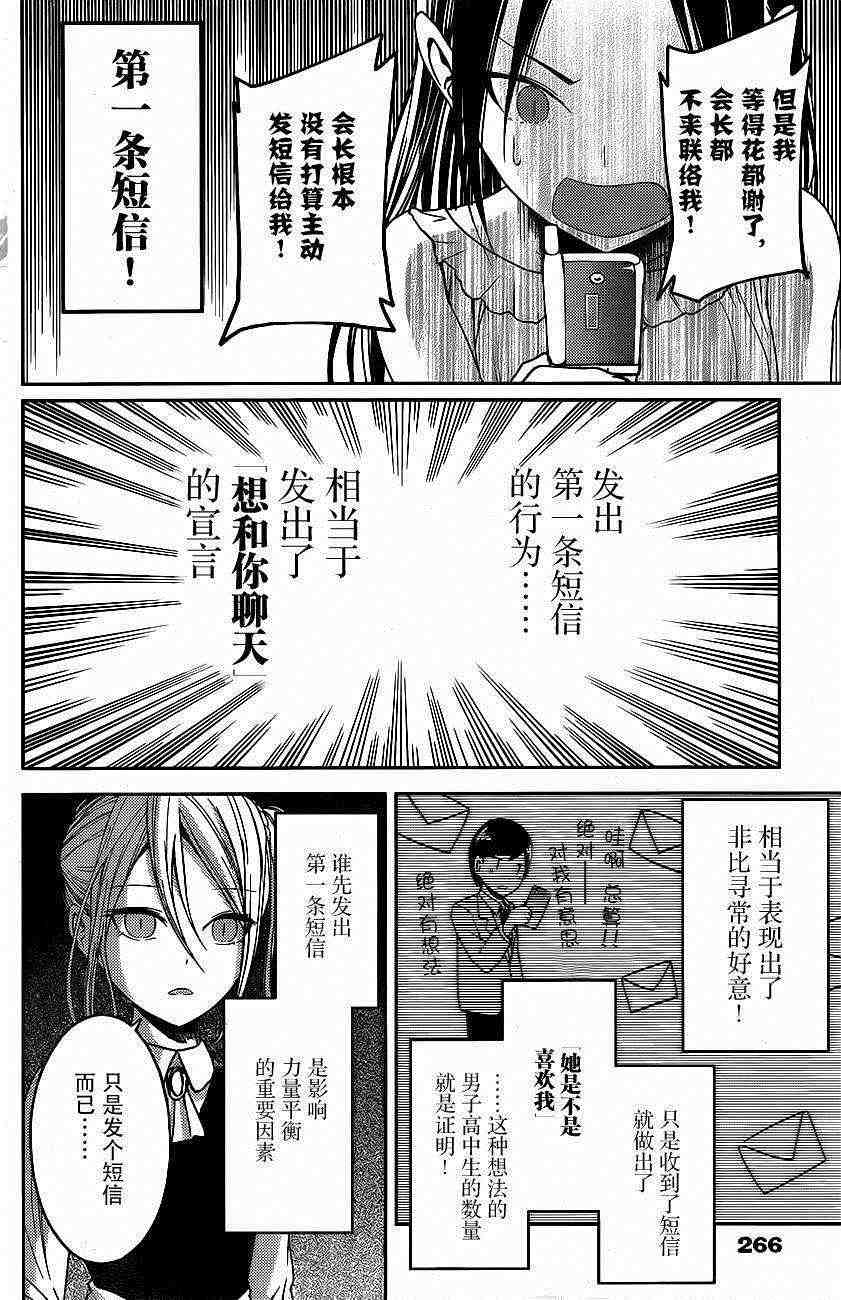 但是我
等得花都谢了，
会长都
不来联络我！
会长根本
没有打算主动
发短信给我！
第一条短信！
发出
第一条短信
的行为……
相当于
发出了
「想和你聊天」
的宣言
相当于表现出了
非比寻常的好意！
哇啊
绝对——
对我有意思
绝对有想法
只是收到了短信
就做出了
「她是不是
喜欢我」
……这种想法的
男子高中生的数量
就是证明！
谁先发出
第一条短信
是影响
力量平衡
的重要因素
只是发个短信
而已……
266